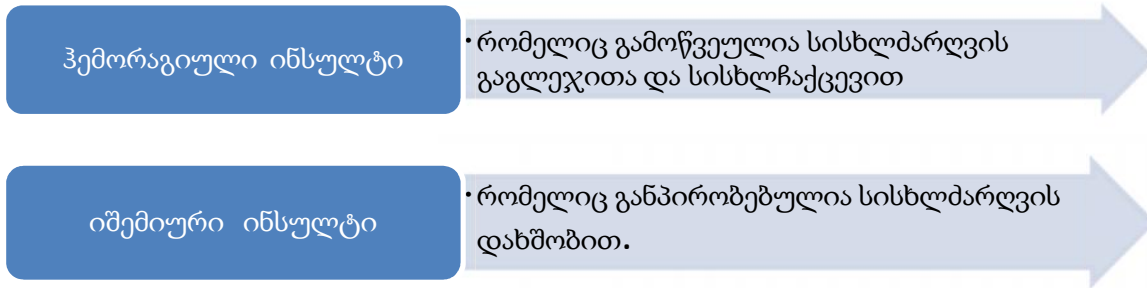 ჰემორაგიული ინსულტი
• რომელიც გამოწვეულია სისხლძარღვის
გაგლეჯითა და სისხლჩაქცევით
იშემიური ინსულტი
• რომელიც განპირობებულია სისხლძარღვის
დახშობით.